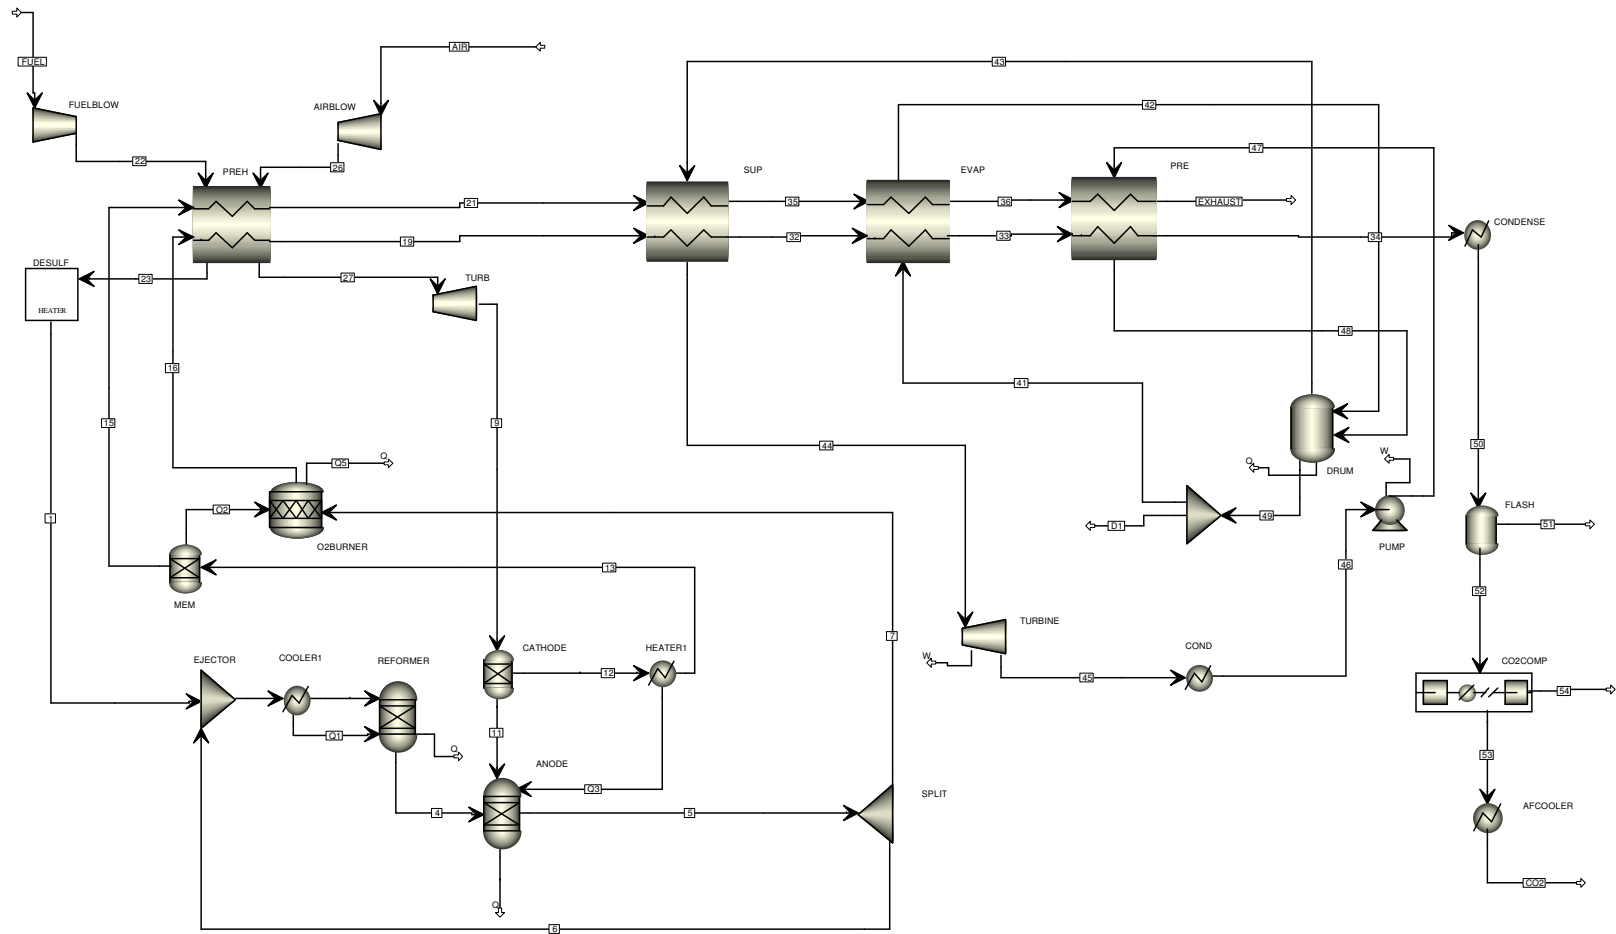 AIR
43
FUEL
FUELBLOW
AIRBLOW
42
47
22
26
PREH
SUP
EVAP
PRE
21
35
36
EXHAUST
19
32
33
34
CONDENSE
DESULF
HEATER
23
27
TURB
48
16
41
15
9
44
50
Q5
Q
Q
DRUM
W
O2
1
O2BURNER
D1
49
PUMP
FLASH
51
13
46
MEM
52
7
TURBINE
EJECTOR
COOLER1
REFORMER
CATHODE
HEATER1
12
W
COND
45
CO2COMP
54
Q1
Q
11
53
ANODE
Q3
4
5
SPLIT
AFCOOLER
CO2
Q
6